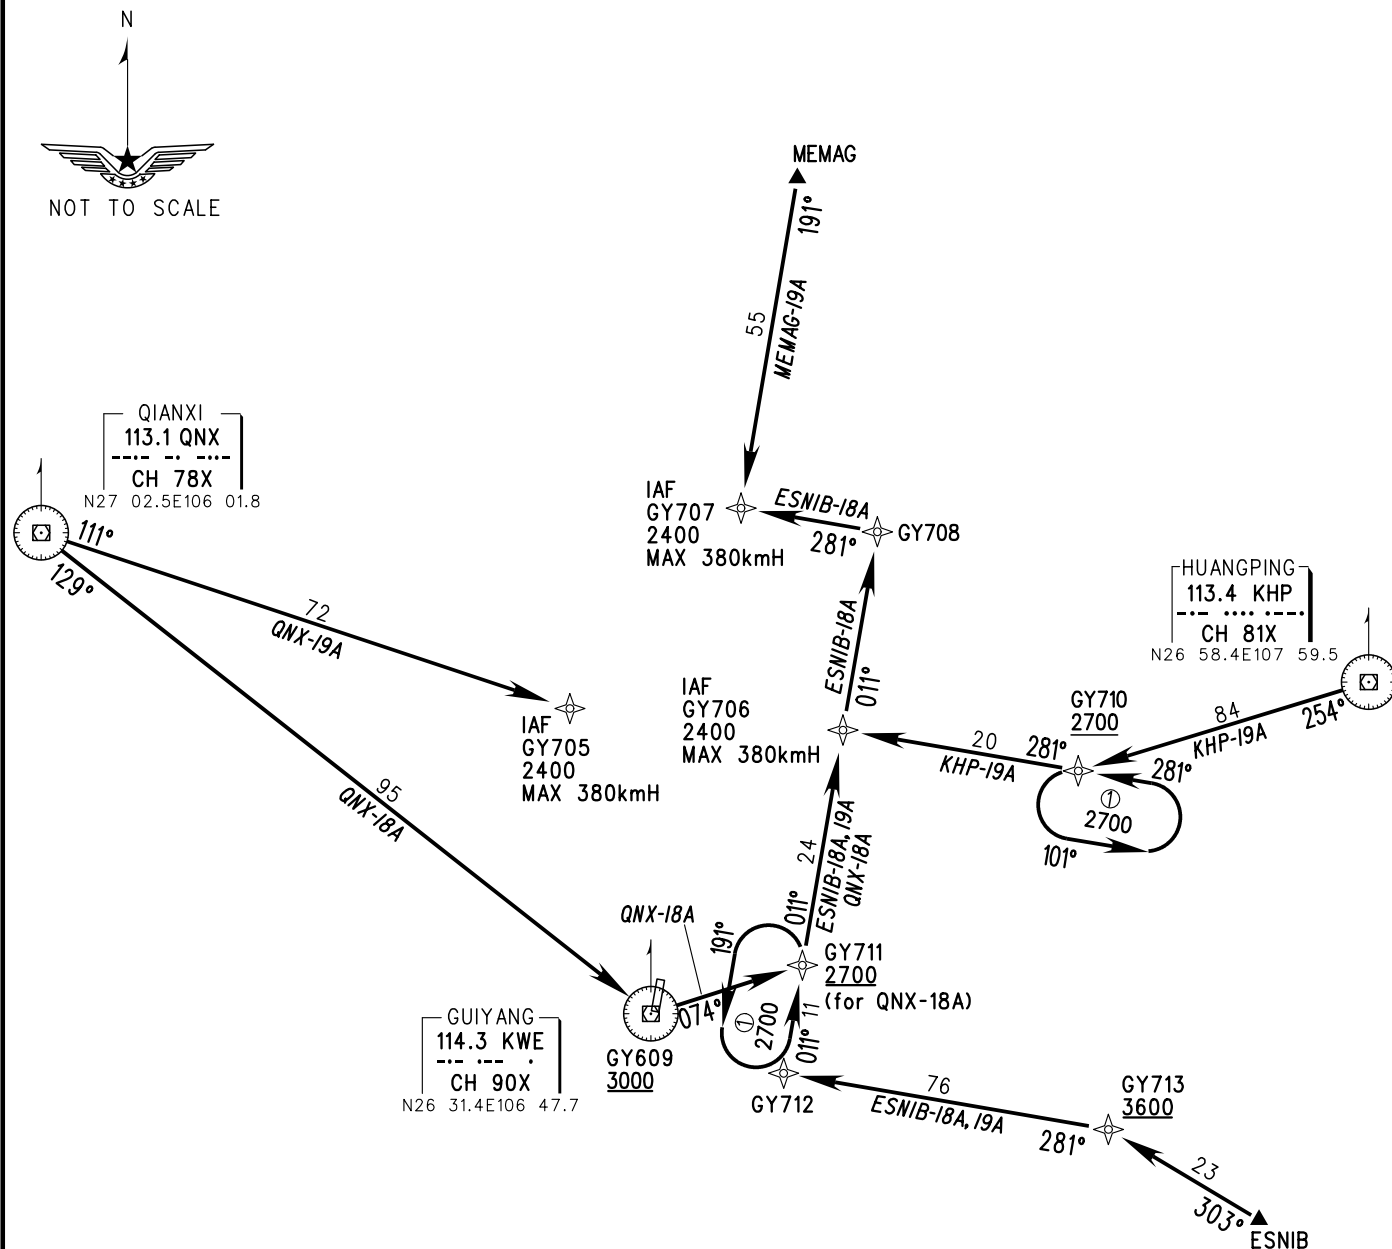 N
NOT TO SCALE
MEMAG
191°
55
MEMAG-19A
QIANXI
113.1 QNX
CH 78X
N27 02.5E106 01.8
111°
129°
72
QNX-19A
95
QNX-18A
IAF
GY707
2400
MAX 380kmH
ESNIB-18A
281°
GY708
HUANGPING
113.4 KHP
CH 81X
N26 58.4E107 59.5
254°
84
KHP-19A
GY710
2700
281°
20
KHP-19A
281°
①
2700
101°
ESNIB-18A
011°
IAF
GY706
2400
MAX 380kmH
IAF
GY705
2400
MAX 380kmH
24
ESNIB-18A,19A
QNX-18A
011°
QNX-18A
191°
GY711
2700
(for QNX-18A)
074°
①
2700
011°
11
GUIYANG
114.3 KWE
CH 90X
N26 31.4E106 47.7
GY609
3000
GY712
76
ESNIB-18A,19A
281°
GY713
3600
23
303°
ESNIB